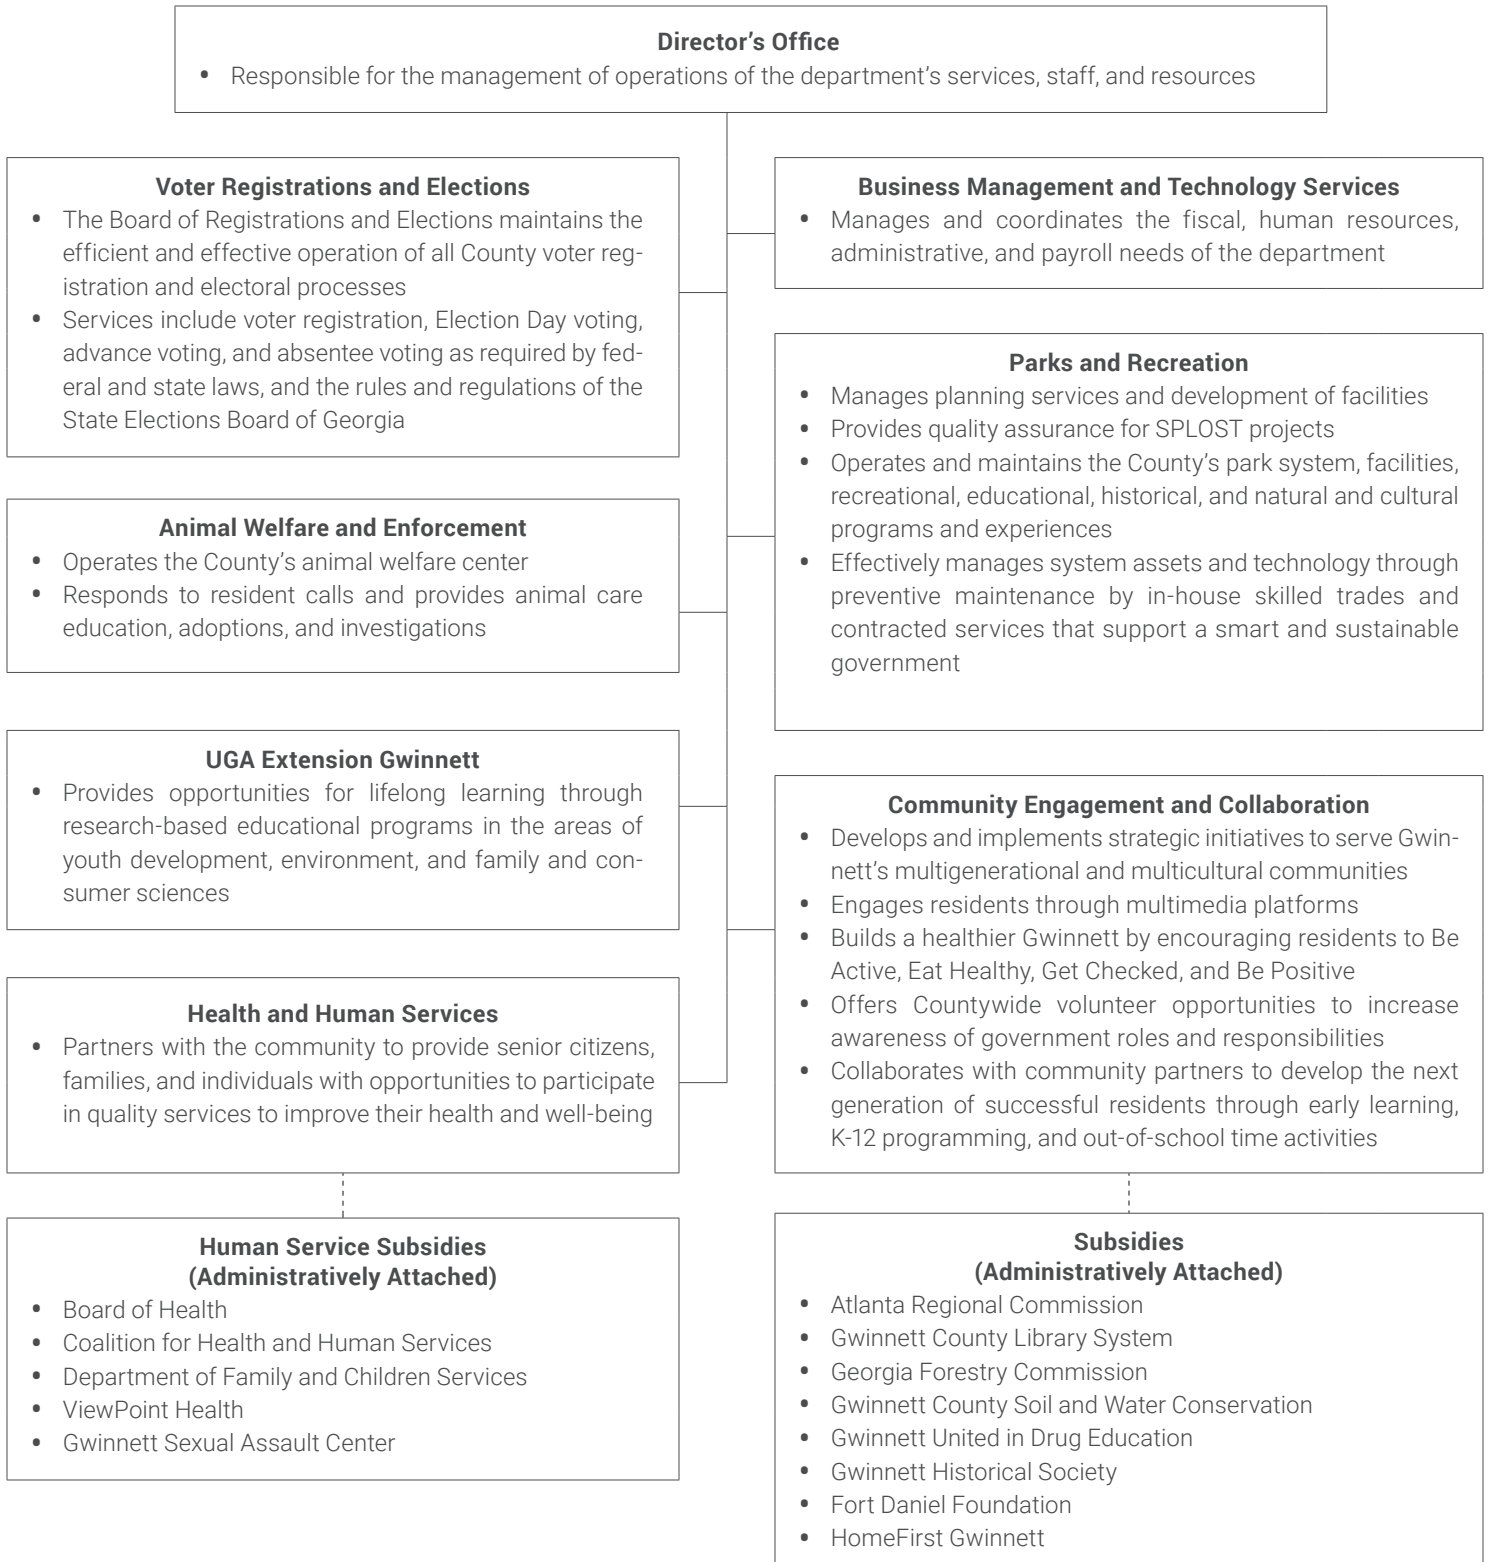 Director’s Office
• Responsible for the management of operations of the department’s services, staff, and resources
Voter Registrations and Elections
• The Board of Registrations and Elections maintains the
efficient and effective operation of all County voter reg-
istration and electoral processes
• Services include voter registration, Election Day voting,
advance voting, and absentee voting as required by fed-
eral and state laws, and the rules and regulations of the
State Elections Board of Georgia
Animal Welfare and Enforcement
• Operates the County’s animal welfare center
• Responds to resident calls and provides animal care
education, adoptions, and investigations
UGA Extension Gwinnett
• Provides opportunities for lifelong learning through
research-based educational programs in the areas of
youth development, environment, and family and con-
sumer sciences
Health and Human Services
• Partners with the community to provide senior citizens,
families, and individuals with opportunities to participate
in quality services to improve their health and well-being
Human Service Subsidies
(Administratively Attached)
• Board of Health
• Coalition for Health and Human Services
• Department of Family and Children Services
• ViewPoint Health
• Gwinnett Sexual Assault Center
Business Management and Technology Services
• Manages and coordinates the fiscal, human resources,
administrative, and payroll needs of the department
Parks and Recreation
• Manages planning services and development of facilities
• Provides quality assurance for SPLOST projects
• Operates and maintains the County’s park system, facilities,
recreational, educational, historical, and natural and cultural
programs and experiences
• Effectively manages system assets and technology through
preventive maintenance by in-house skilled trades and
contracted services that support a smart and sustainable
government
Community Engagement and Collaboration
• Develops and implements strategic initiatives to serve Gwin-
nett’s multigenerational and multicultural communities
• Engages residents through multimedia platforms
• Builds a healthier Gwinnett by encouraging residents to Be
Active, Eat Healthy, Get Checked, and Be Positive
• Offers Countywide volunteer opportunities to increase
awareness of government roles and responsibilities
• Collaborates with community partners to develop the next
generation of successful residents through early learning,
K-12 programming, and out-of-school time activities
Subsidies
(Administratively Attached)
• Atlanta Regional Commission
• Gwinnett County Library System
• Georgia Forestry Commission
• Gwinnett County Soil and Water Conservation
• Gwinnett United in Drug Education
• Gwinnett Historical Society
• Fort Daniel Foundation
• HomeFirst Gwinnett